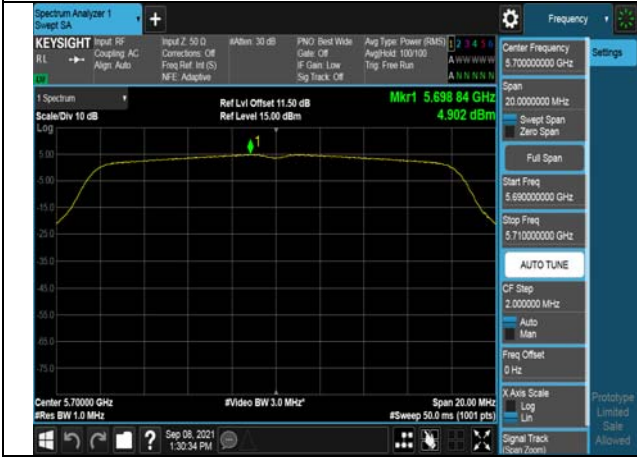 Spectrum Analyzer 1
Swept SA
+
Frequency
KEYSIGHT
R L
Input: RF
Coupling: AC
Align: Auto
Input Z: 50 Ω
Corrections: Off
Freq Ref: Int (S)
NFE: Adaptive
#Atten: 30 dB
PNO: Best Wide
Gate: Off
IF Gain: Low
Sig Track: Off
Avg Type: Power (RMS)
Avg|Hold: 100/100
Trig: Free Run
1 2 3 4 5 6
A W W W W W
A N N N N N
1 Spectrum
Scale/Div 10 dB
Log
Ref Lvl Offset 11.50 dB
Ref Level 15.00 dBm
Mkr1 5.698 84 GHz
4.902 dBm
1
5.00
-5.00
-15.0
-25.0
-35.0
-45.0
-55.0
-65.0
-75.0
Center 5.70000 GHz
#Res BW 1.0 MHz
#Video BW 3.0 MHz*
Span 20.00 MHz
#Sweep 50.0 ms (1001 pts)
Center Frequency
5.700000000 GHz
Settings
Span
20.0000000 MHz
Swept Span
Zero Span
Full Span
Start Freq
5.690000000 GHz
Stop Freq
5.710000000 GHz
AUTO TUNE
CF Step
2.000000 MHz
Auto
Man
Freq Offset
0 Hz
X Axis Scale
Log
Lin
Signal Track
(Span Zoom)
Prototype
Limited
Sale
Allowed
?
Sep 08, 2021
1:30:34 PM